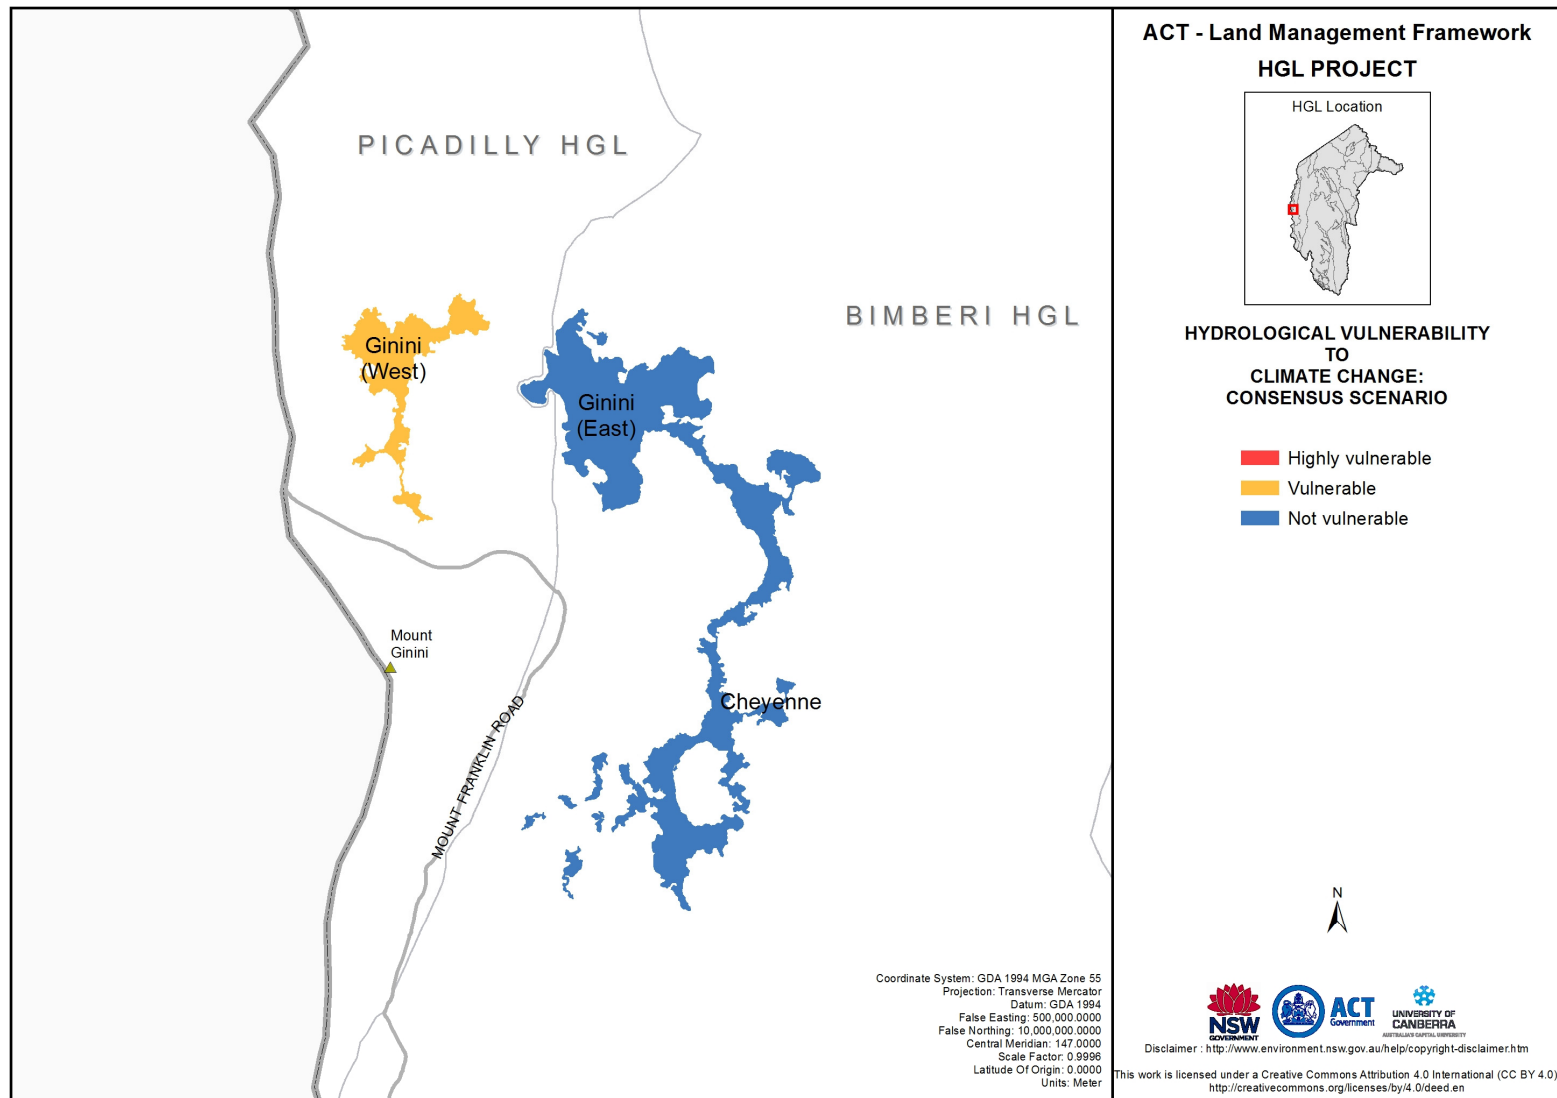 PICADILLY HGL
BIMBERI HGL
Ginini
(West)
Ginini
(East)
Cheyenne
Mount
Ginini
MOUNT FRANKLIN ROAD
Coordinate System: GDA 1994 MGA Zone 55
Projection: Transverse Mercator
Datum: GDA 1994
False Easting: 500,000.0000
False Northing: 10,000,000.0000
Central Meridian: 147.0000
Scale Factor: 0.9996
Latitude Of Origin: 0.0000
Units: Meter
ACT - Land Management Framework
HGL PROJECT
HGL Location
HYDROLOGICAL VULNERABILITY
TO
CLIMATE CHANGE:
CONSENSUS SCENARIO
Highly vulnerable
Vulnerable
Not vulnerable
N
NSW
GOVERNMENT
ACT
Government
UNIVERSITY OF
CANBERRA
AUSTRALIA'S CAPITAL UNIVERSITY
Disclaimer : http://www.environment.nsw.gov.au/help/copyright-disclaimer.htm
This work is licensed under a Creative Commons Attribution 4.0 International (CC BY 4.0)
http://creativecommons.org/licenses/by/4.0/deed.en